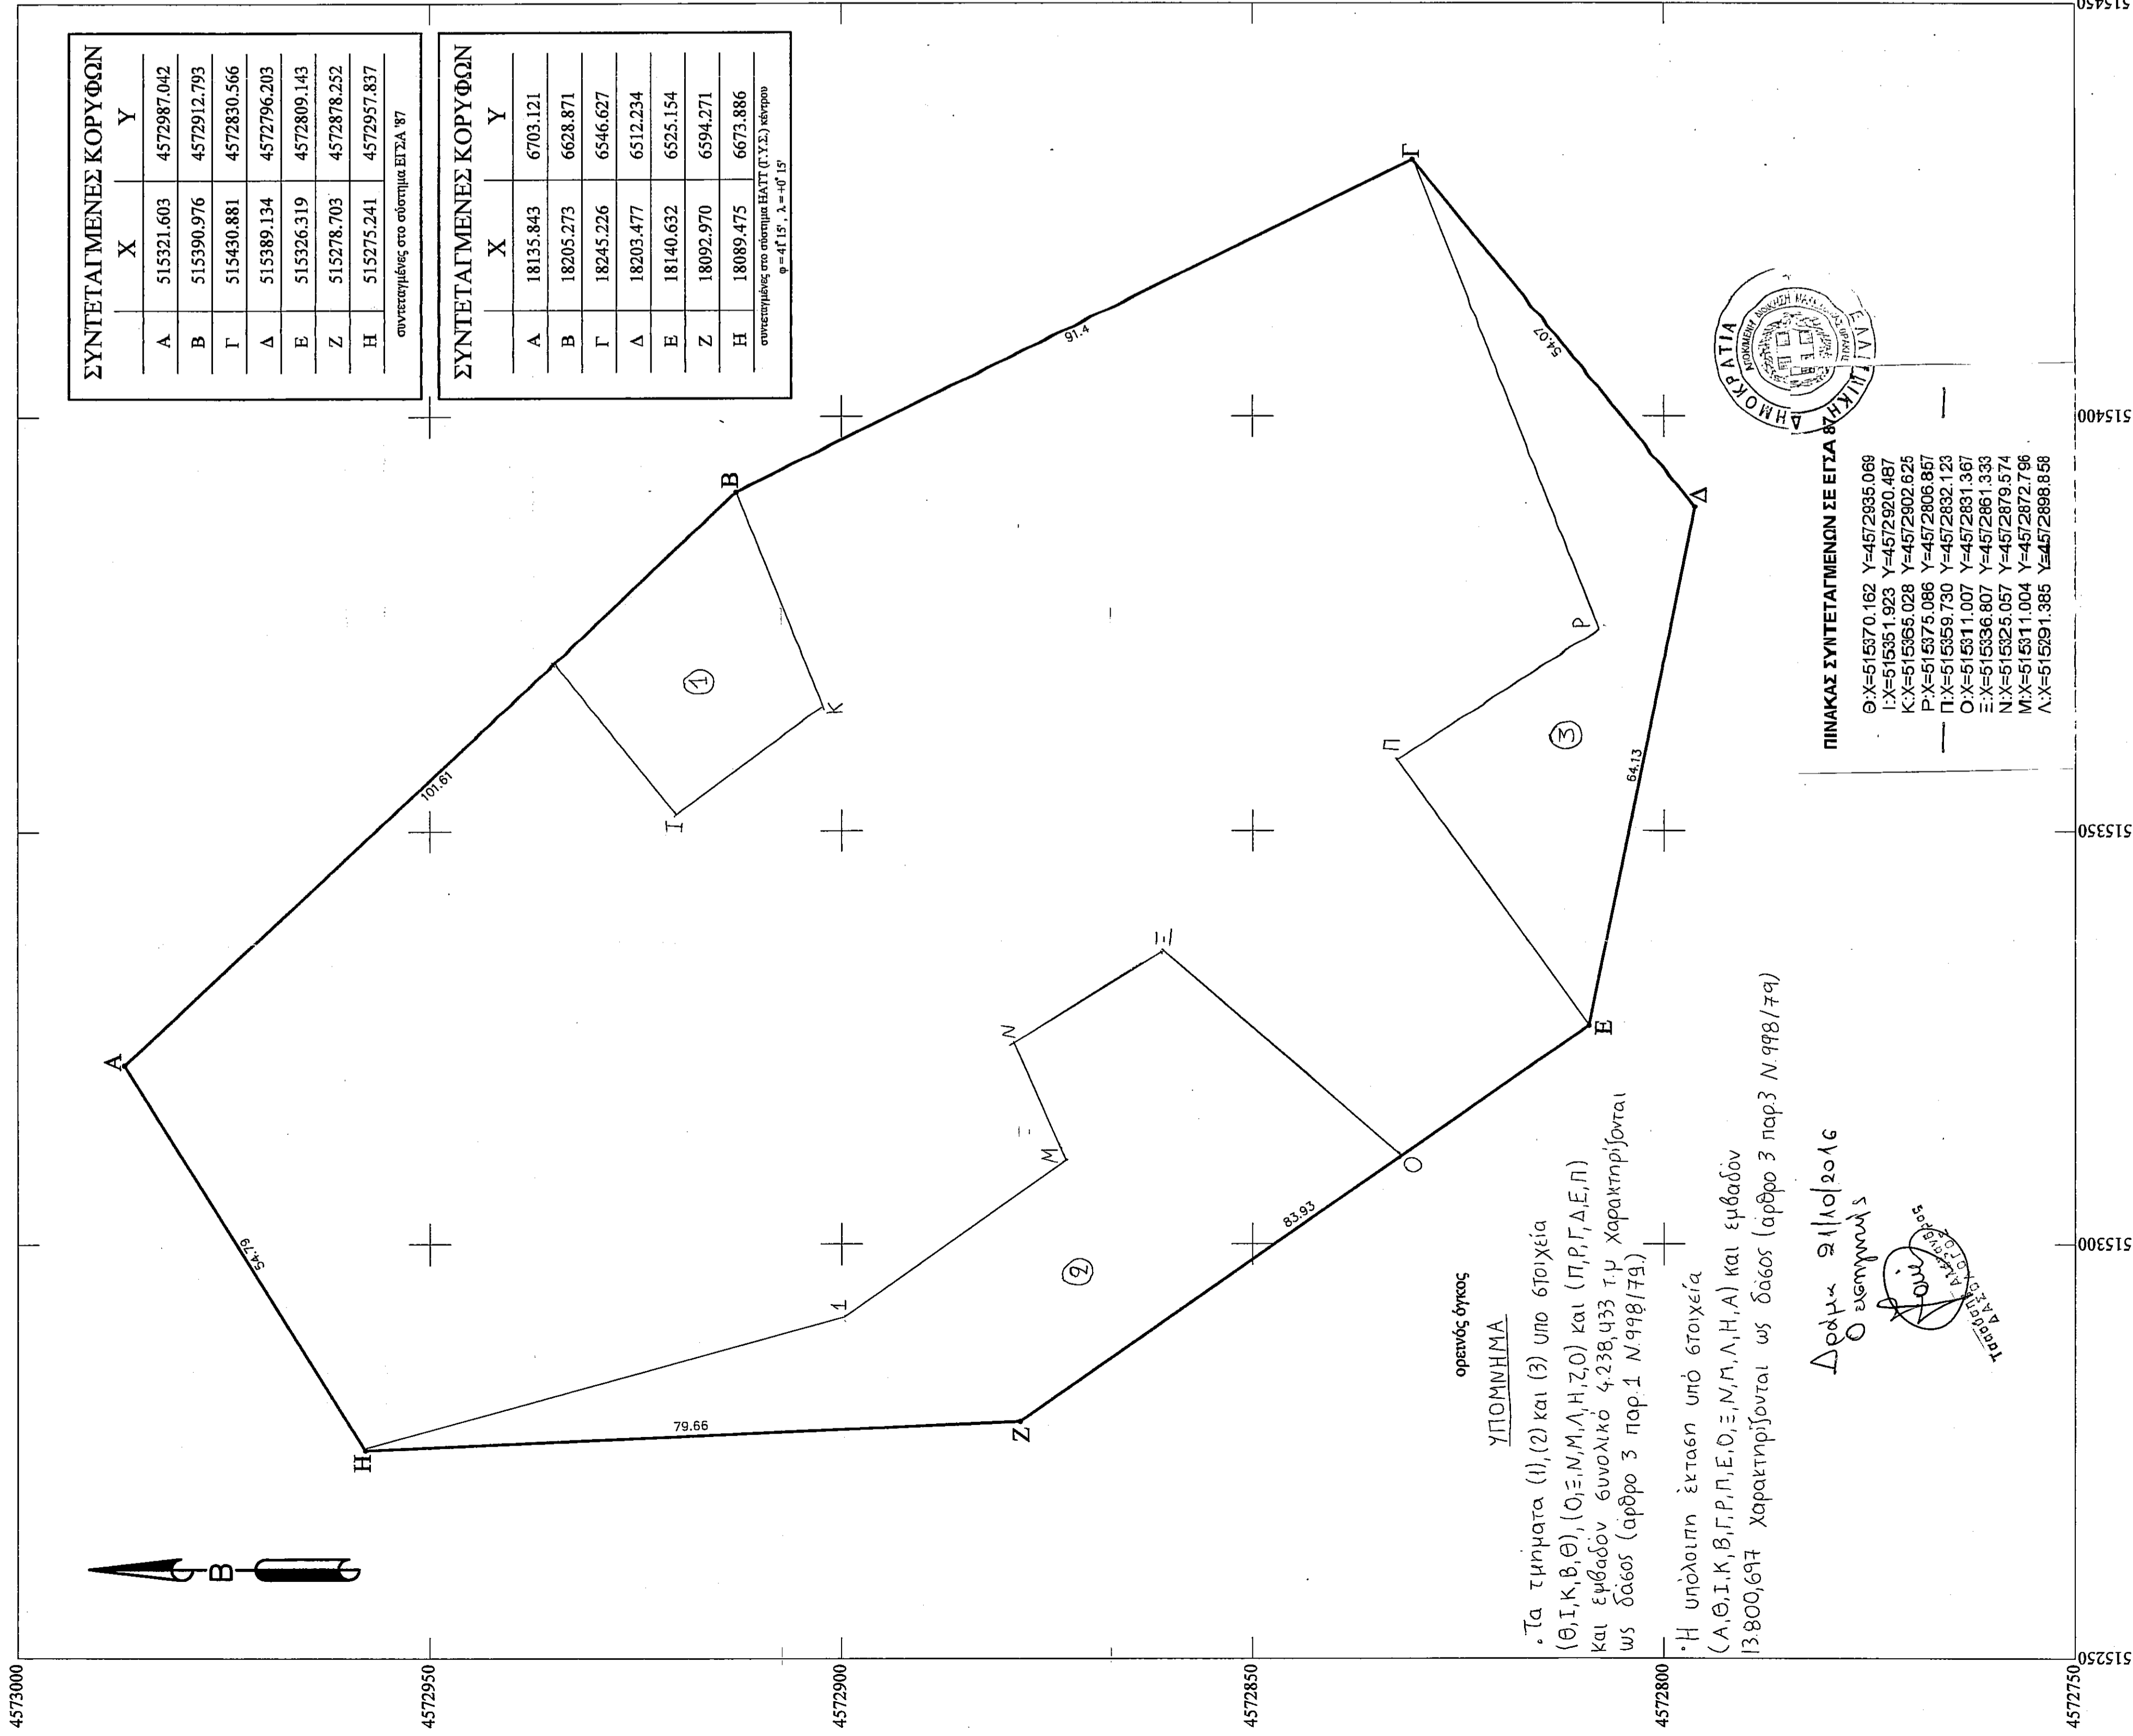 ΣΥΝΤΕΤΑΓΜΕΝΕΣ ΚΟΡΥΦΩΝ
X Y
Α 515321.603 4572987.042
Β 515390.976 4572912.793
Γ 515430.881 4572830.566
Δ 515389.134 4572796.203
Ε 515326.319 4572809.143
Ζ 515278.703 4572878.252
Η 515275.241 4572957.837
συντεταγμένες στο σύστημα ΕΓΣΑ '87
ΣΥΝΤΕΤΑΓΜΕΝΕΣ ΚΟΡΥΦΩΝ
X Y
Α 18135.843 6703.121
Β 18205.273 6628.871
Γ 18245.226 6546.627
Δ 18203.477 6512.234
Ε 18140.632 6525.154
Ζ 18092.970 6594.271
Η 18089.475 6673.886
συντεταγμένες στο σύστημα HATT (Γ.Υ.Σ.) κέντρου
φ=41°15', λ=+0°15'
4573000
4572950
4572900
4572850
4572800
4572750
515250
515300
515350
515400
515450
Β
Α
Β
Γ
Δ
Ε
Ζ
Η
101.61
91.4
54.07
64.13
83.93
79.66
54.79
1
Ι
Κ
2
1
Μ
Ν
Ξ
Ο
3
Π
Ρ
ορεινός όγκος
ΥΠΟΜΝΗΜΑ
• Τα τμήματα (1), (2) και (3) υπο στοιχεία
(Θ,Ι,Κ,Β,Θ), (Ο,Ξ,Ν,Μ,Λ,Η,Ζ,Ο) και (Π,Ρ,Γ,Δ,Ε,Π)
και εμβαδόν συνολικό 4.238,433 τ.μ χαρακτηρίζονται
ως δάσος (άρθρο 3 παρ.1 Ν.998/79.)
• Η υπόλοιπη έκταση υπό στοιχεία
(Α,Θ,Ι,Κ,Β,Γ,Ρ,Π,Ε,Ο,Ξ,Ν,Μ,Λ,Η,Α) και εμβαδόν
13.800,697 χαρακτηρίζονται ως δάσος (άρθρο 3 παρ.3 Ν.998/79)
Δράμα 21/10/2016
Ο εισηγητής
ΔΑΣΟΛΟΓΟΣ
ΕΛΛΗΝΙΚΗ ΔΗΜΟΚΡΑΤΙΑ
ΠΙΝΑΚΑΣ ΣΥΝΤΕΤΑΓΜΕΝΩΝ ΣΕ ΕΓΣΑ 87
Θ:X=515370.162 Y=4572935.069
Ι:X=515351.923 Y=4572920.487
Κ:X=515365.028 Y=4572902.625
Ρ:X=515375.086 Y=4572806.857
Π:X=515359.730 Y=4572832.123
Ο:X=515311.007 Y=4572831.367
Ξ:X=515336.807 Y=4572861.333
Ν:X=515325.057 Y=4572879.574
Μ:X=515311.004 Y=4572872.796
Λ:X=515291.385 Y=4572898.858